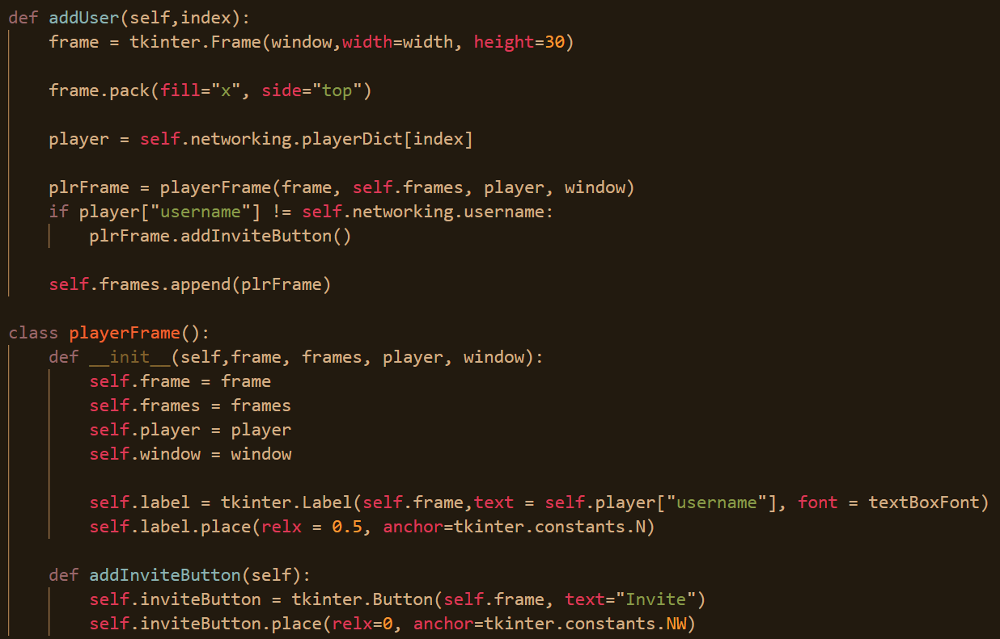 def addUser(self,index):
    frame = tkinter.Frame(window,width=width, height=30)
    frame.pack(fill="x", side="top")
    player = self.networking.playerDict[index]
    plrFrame = playerFrame(frame, self.frames, player, window)
    if player["username"] != self.networking.username:
        plrFrame.addInviteButton()
    self.frames.append(plrFrame)
class playerFrame():
    def __init__(self,frame, frames, player, window):
        self.frame = frame
        self.frames = frames
        self.player = player
        self.window = window
        self.label = tkinter.Label(self.frame,text = self.player["username"], font = textBoxFont)
        self.label.place(relx = 0.5, anchor=tkinter.constants.N)
    def addInviteButton(self):
        self.inviteButton = tkinter.Button(self.frame, text="Invite")
        self.inviteButton.place(relx=0, anchor=tkinter.constants.NW)